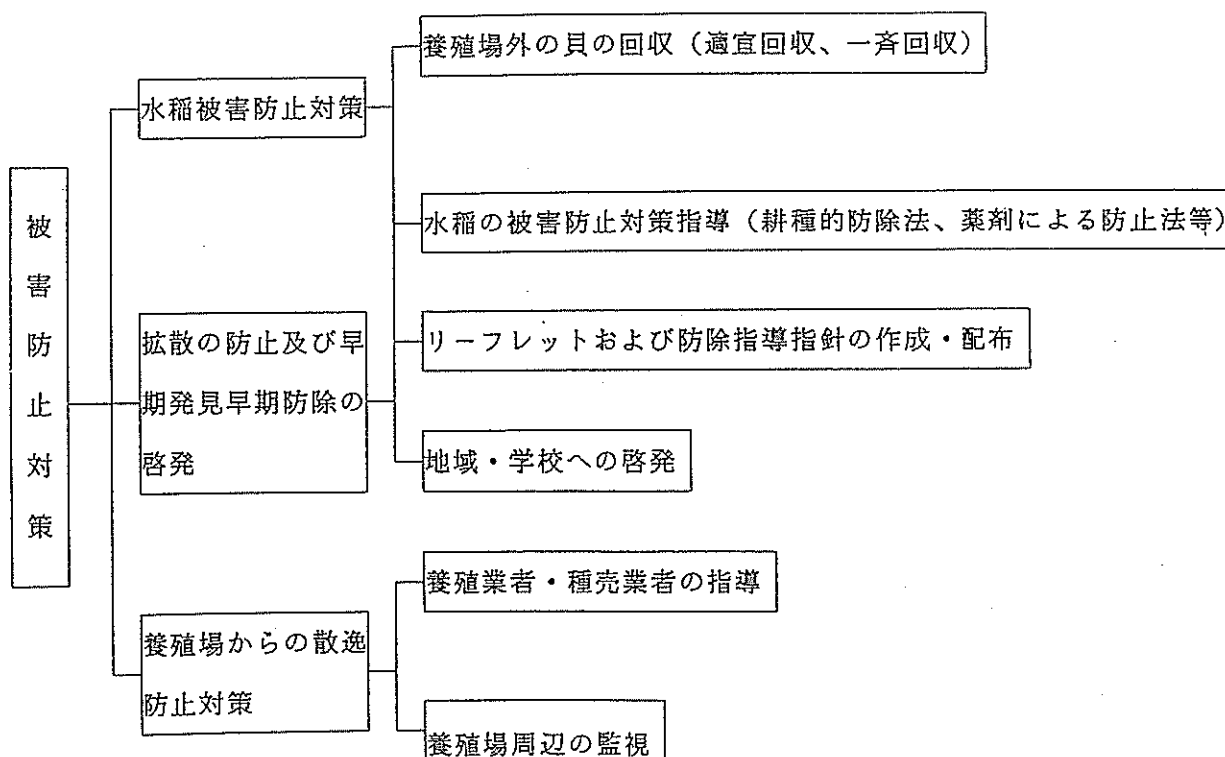 被害防止対策
水稲被害防止対策
養殖場外の貝の回収（適宜回収、一斉回収）
水稲の被害防止対策指導（耕種的防除法、薬剤による防止法等）
拡散の防止及び早
期発見早期防除の
啓発
リーフレットおよび防除指導指針の作成・配布
地域・学校への啓発
養殖場からの散逸
防止対策
養殖業者・種売業者の指導
養殖場周辺の監視